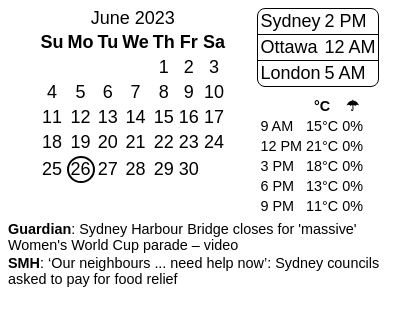 June 2023
Su Mo Tu We Th Fr Sa
1 2 3
4 5 6 7 8 9 10
11 12 13 14 15 16 17
18 19 20 21 22 23 24
25 26 27 28 29 30
Sydney 2 PM
Ottawa 12 AM
London 5 AM
°C ☂
9 AM 15°C 0%
12 PM 21°C 0%
3 PM 18°C 0%
6 PM 13°C 0%
9 PM 11°C 0%
Guardian: Sydney Harbour Bridge closes for 'massive'
Women's World Cup parade – video
SMH: ‘Our neighbours ... need help now’: Sydney councils
asked to pay for food relief